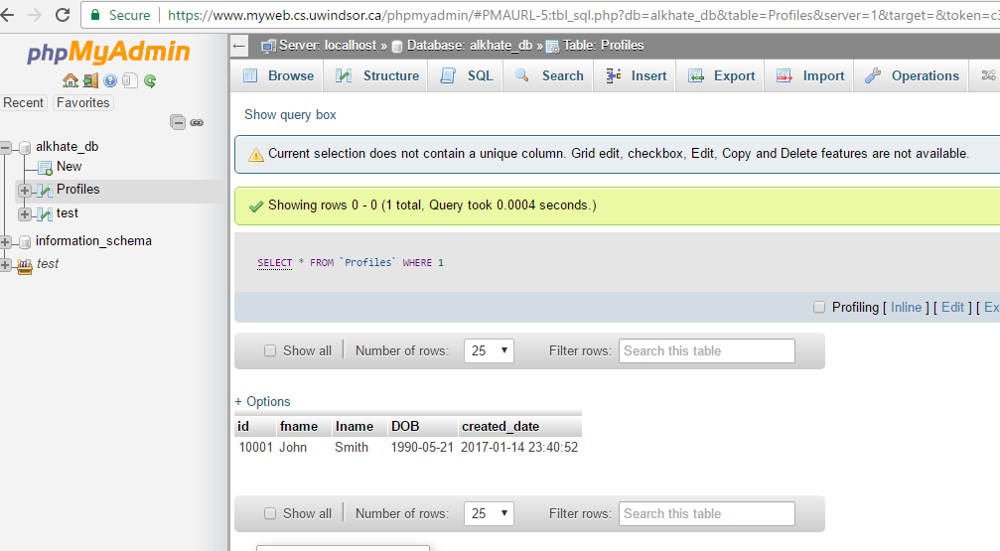 Secure | https://www.myweb.cs.uwindsor.ca/phpmyadmin/#PMAURL-5:tbl_sql.php?db=alkhate_db&table=Profiles&server=1&target=&token=c3
phpMyAdmin
Server: localhost » Database: alkhate_db » Table: Profiles
Browse Structure SQL Search Insert Export Import Operations
Recent Favorites
Show query box
alkhate_db
New
Profiles
test
information_schema
test
Current selection does not contain a unique column. Grid edit, checkbox, Edit, Copy and Delete features are not available.
Showing rows 0 - 0 (1 total, Query took 0.0004 seconds.)
SELECT * FROM `Profiles` WHERE 1
Profiling [ Inline ] [ Edit ] [ Ex
Show all | Number of rows: 25 Filter rows: Search this table
+ Options
id fname lname DOB created_date
10001 John Smith 1990-05-21 2017-01-14 23:40:52
Show all | Number of rows: 25 Filter rows: Search this table